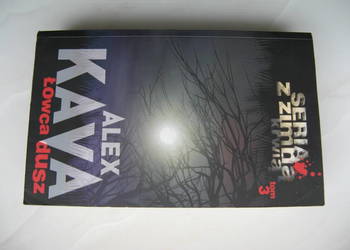 SERIA
z zimną
krwią
tom
3
ALEX
KAVA
Łowca dusz